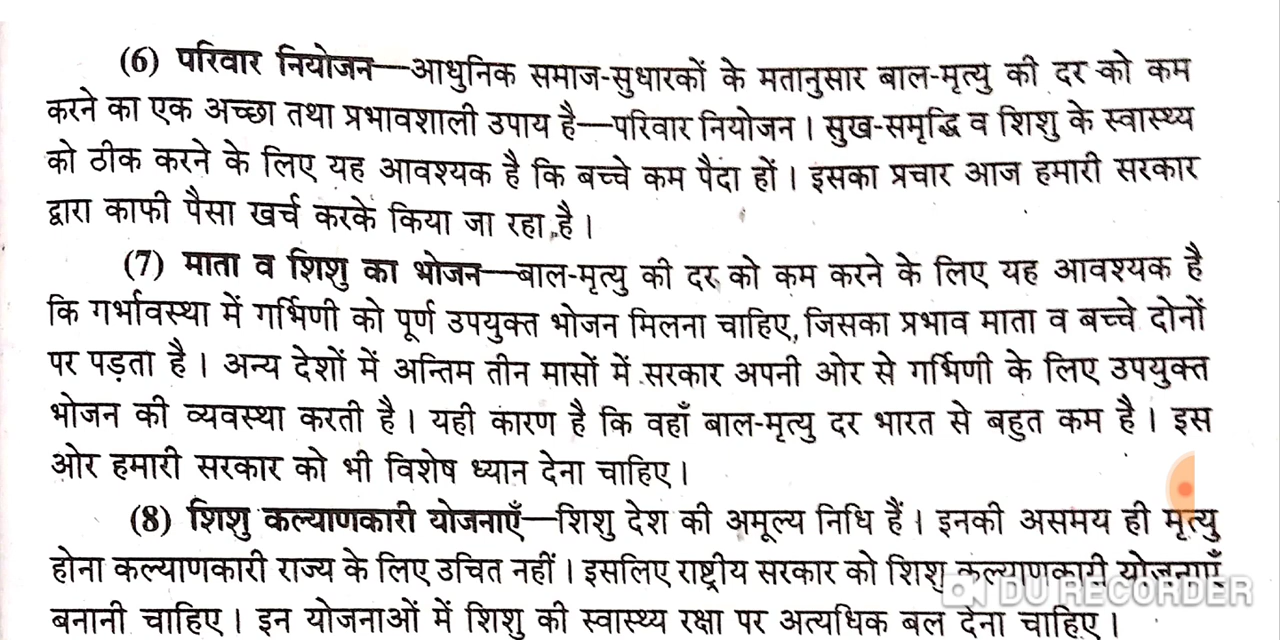 (6) परिवार नियोजन—आधुनिक समाज-सुधारकों के मतानुसार बाल-मृत्यु की दर को कम
करने का एक अच्छा तथा प्रभावशाली उपाय है—परिवार नियोजन। सुख-समृद्धि व शिशु के स्वास्थ्य
को ठीक करने के लिए यह आवश्यक है कि बच्चे कम पैदा हों। इसका प्रचार आज हमारी सरकार
द्वारा काफी पैसा खर्च करके किया जा रहा है।
(7) माता व शिशु का भोजन—बाल-मृत्यु की दर को कम करने के लिए यह आवश्यक है
कि गर्भावस्था में गर्भिणी को पूर्ण उपयुक्त भोजन मिलना चाहिए, जिसका प्रभाव माता व बच्चे दोनों
पर पड़ता है। अन्य देशों में अन्तिम तीन मासों में सरकार अपनी ओर से गर्भिणी के लिए उपयुक्त
भोजन की व्यवस्था करती है। यही कारण है कि वहाँ बाल-मृत्यु दर भारत से बहुत कम है। इस
ओर हमारी सरकार को भी विशेष ध्यान देना चाहिए।
(8) शिशु कल्याणकारी योजनाएँ—शिशु देश की अमूल्य निधि हैं। इनकी असमय ही मृत्यु
होना कल्याणकारी राज्य के लिए उचित नहीं। इसलिए राष्ट्रीय सरकार को शिशु कल्याणकारी योजनाएँ
बनानी चाहिए। इन योजनाओं में शिशु की स्वास्थ्य रक्षा पर अत्यधिक बल देना चाहिए।
DU RECORDER